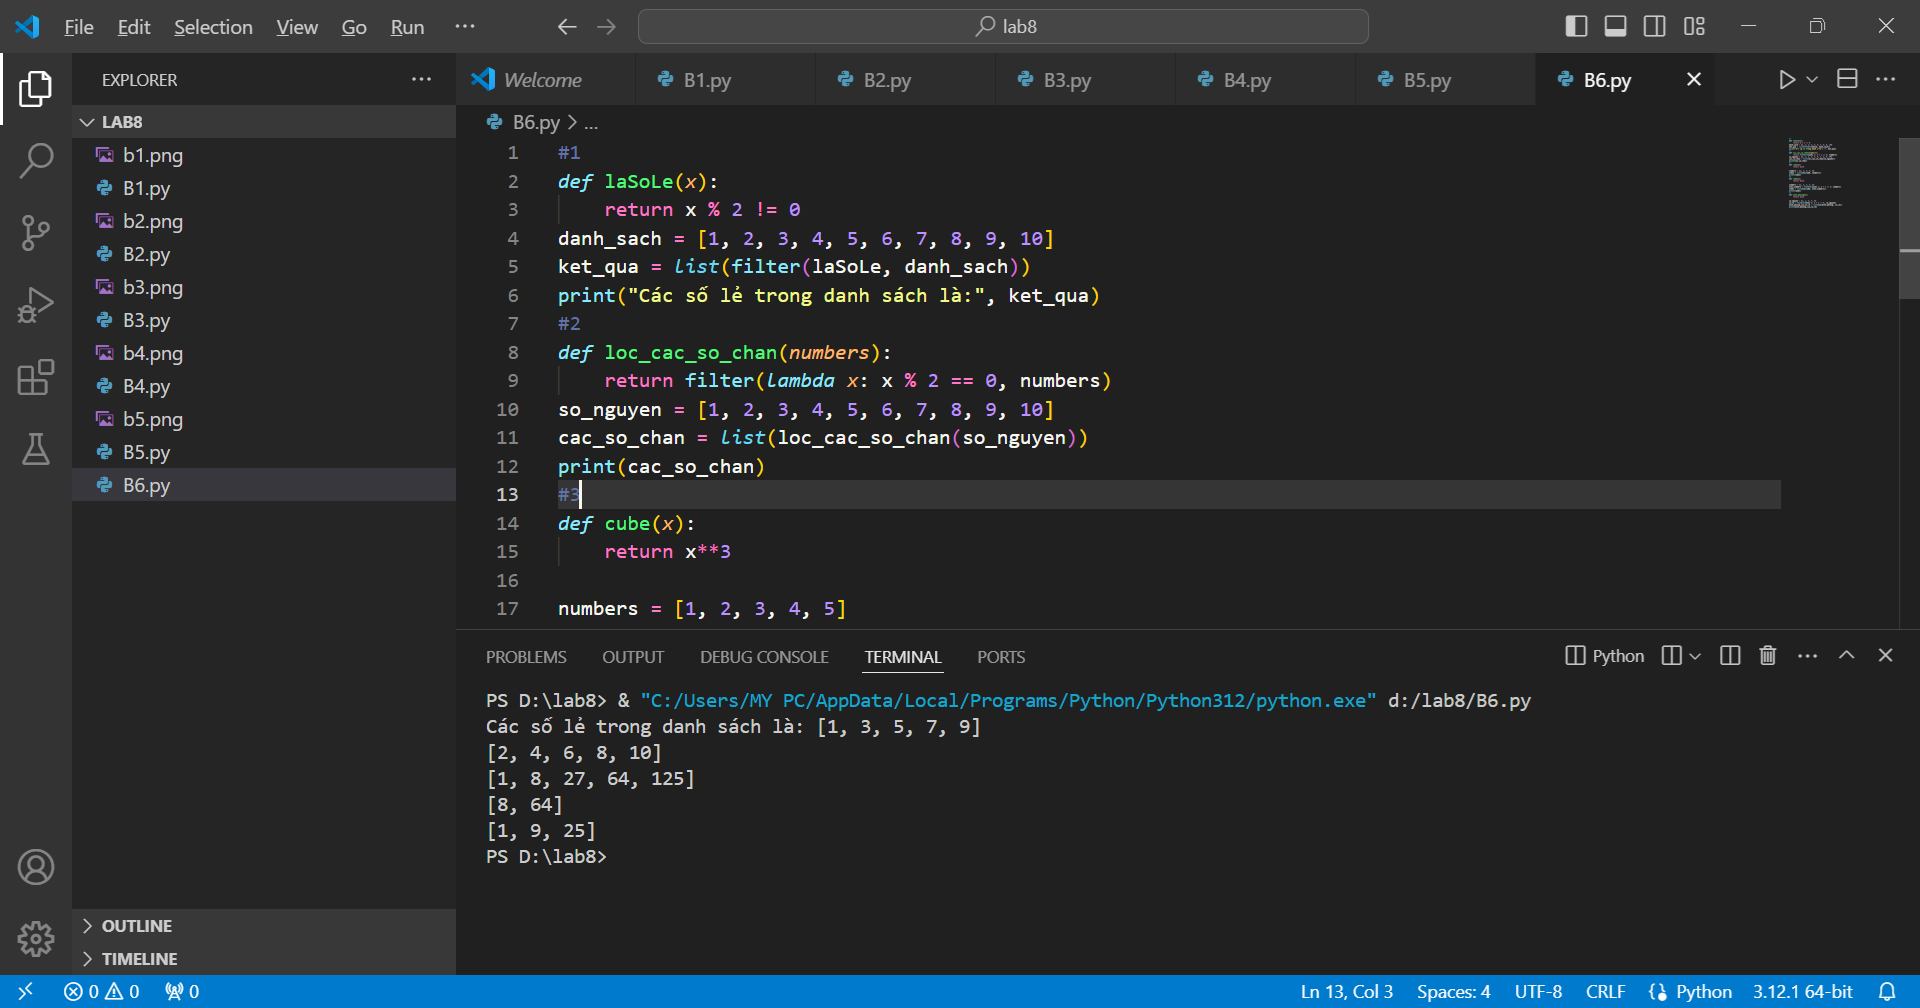 File Edit Selection View Go Run ··· lab8
EXPLORER ···
LAB8
b1.png
B1.py
b2.png
B2.py
b3.png
B3.py
b4.png
B4.py
b5.png
B5.py
B6.py
OUTLINE
TIMELINE
Welcome B1.py B2.py B3.py B4.py B5.py B6.py
B6.py > ...
1 #1
2 def laSoLe(x):
3     return x % 2 != 0
4 danh_sach = [1, 2, 3, 4, 5, 6, 7, 8, 9, 10]
5 ket_qua = list(filter(laSoLe, danh_sach))
6 print("Các số lẻ trong danh sách là:", ket_qua)
7 #2
8 def loc_cac_so_chan(numbers):
9     return filter(lambda x: x % 2 == 0, numbers)
10 so_nguyen = [1, 2, 3, 4, 5, 6, 7, 8, 9, 10]
11 cac_so_chan = list(loc_cac_so_chan(so_nguyen))
12 print(cac_so_chan)
13 #3
14 def cube(x):
15     return x**3
16
17 numbers = [1, 2, 3, 4, 5]
PROBLEMS OUTPUT DEBUG CONSOLE TERMINAL PORTS Python
PS D:\lab8> & "C:/Users/MY PC/AppData/Local/Programs/Python/Python312/python.exe" d:/lab8/B6.py
Các số lẻ trong danh sách là: [1, 3, 5, 7, 9]
[2, 4, 6, 8, 10]
[1, 8, 27, 64, 125]
[8, 64]
[1, 9, 25]
PS D:\lab8>
0 0 0 Ln 13, Col 3 Spaces: 4 UTF-8 CRLF Python 3.12.1 64-bit